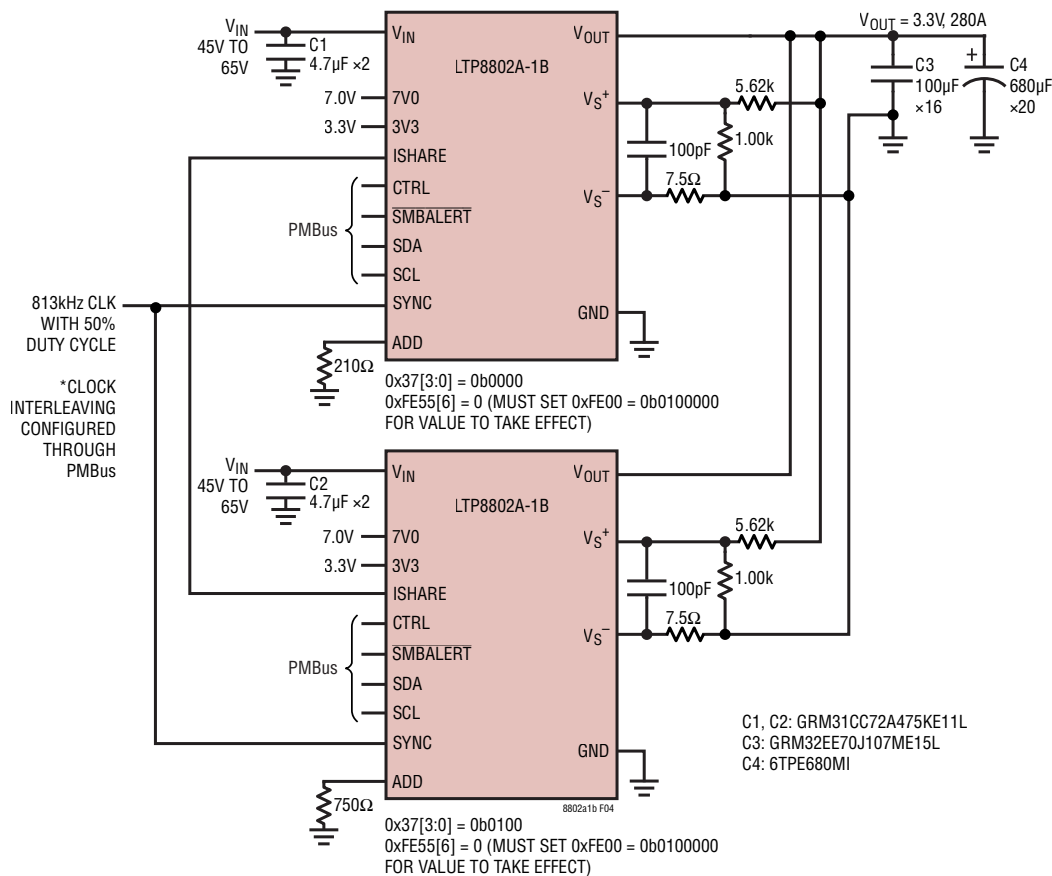 VIN
45V TO
65V
C1
4.7µF ×2
7.0V
3.3V
VIN
7V0
3V3
ISHARE
CTRL
SMBALERT
SDA
SCL
SYNC
ADD
PMBus
LTP8802A-1B
VOUT
VS+
VS–
GND
100pF
5.62k
1.00k
7.5Ω
VOUT = 3.3V, 280A
C3
100µF
×16
+
C4
680µF
×20
813kHz CLK
WITH 50%
DUTY CYCLE
*CLOCK
INTERLEAVING
CONFIGURED
THROUGH
PMBus
210Ω
0x37[3:0] = 0b0000
0xFE55[6] = 0 (MUST SET 0xFE00 = 0b0100000
FOR VALUE TO TAKE EFFECT)
VIN
45V TO
65V
C2
4.7µF ×2
7.0V
3.3V
VIN
7V0
3V3
ISHARE
CTRL
SMBALERT
SDA
SCL
SYNC
ADD
PMBus
LTP8802A-1B
VOUT
VS+
VS–
GND
100pF
5.62k
1.00k
7.5Ω
750Ω
C1, C2: GRM31CC72A475KE11L
C3: GRM32EE70J107ME15L
C4: 6TPE680MI
8802a1b F04
0x37[3:0] = 0b0100
0xFE55[6] = 0 (MUST SET 0xFE00 = 0b0100000
FOR VALUE TO TAKE EFFECT)